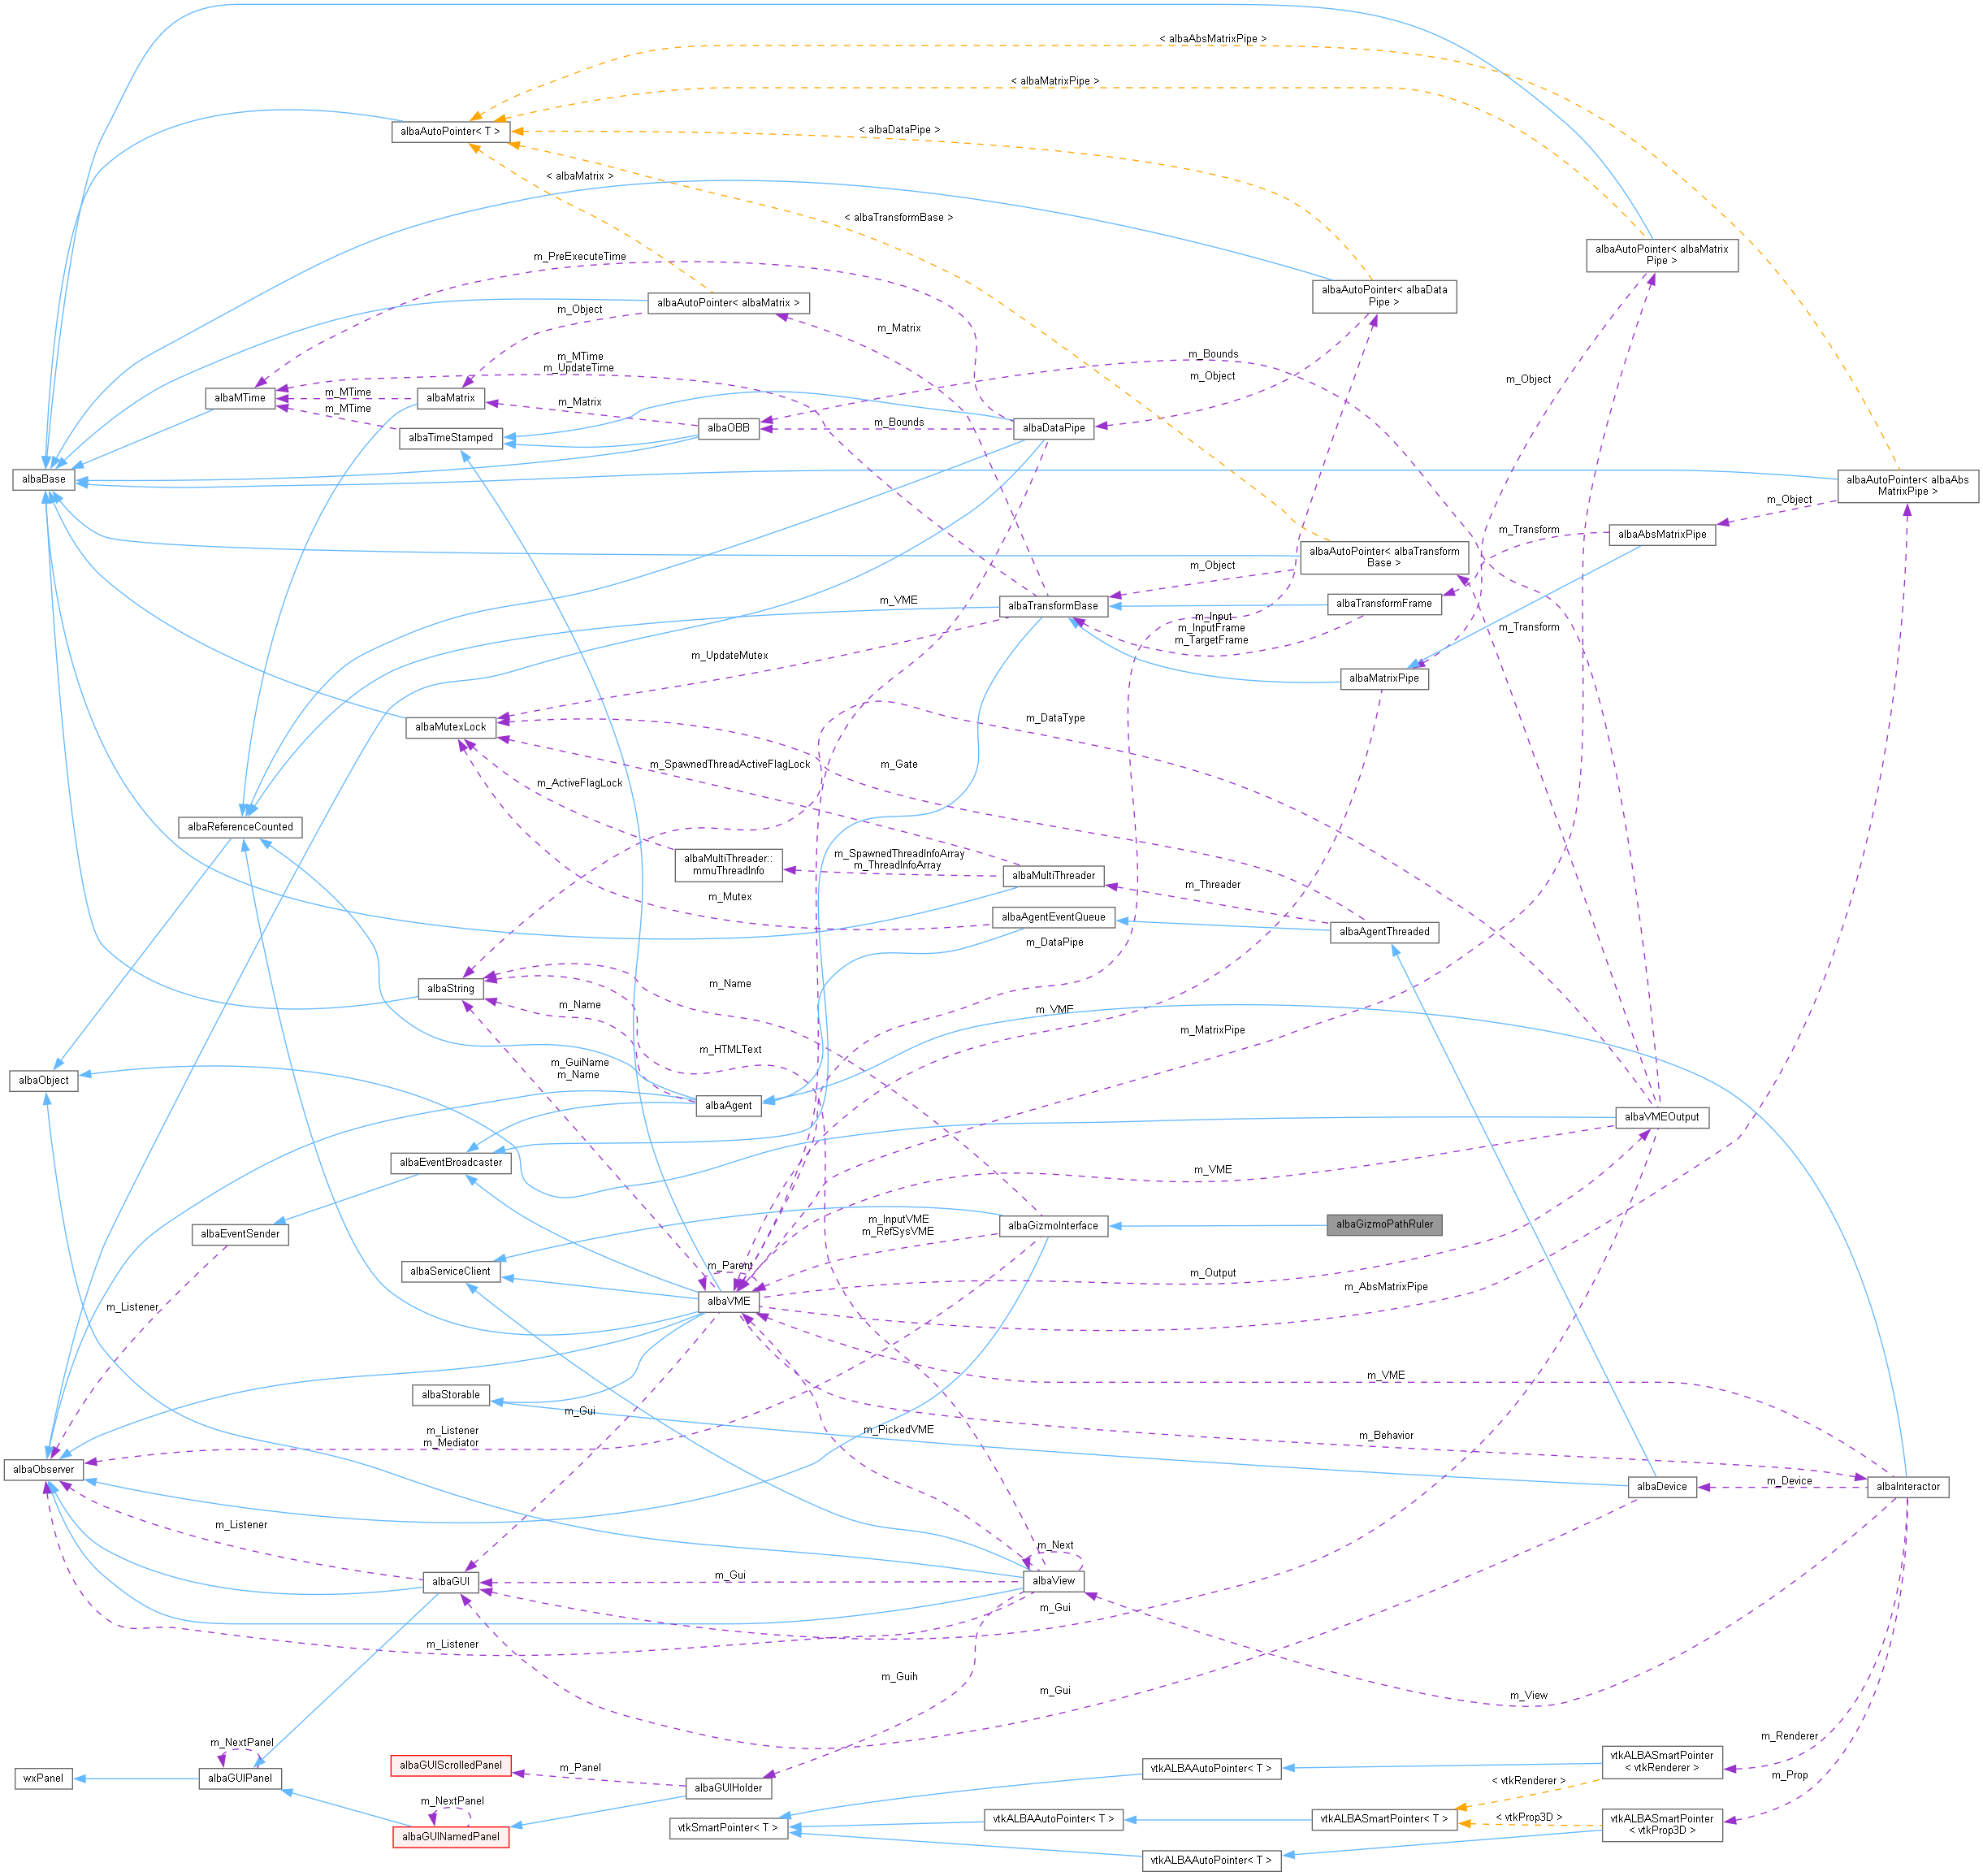 < albaAbsMatrixPipe >
< albaMatrixPipe >
albaAutoPointer< T >
< albaDataPipe >
< albaMatrix >
< albaTransformBase >
albaAutoPointer< albaMatrix
Pipe >
m_PreExecuteTime
albaAutoPointer< albaData
Pipe >
albaAutoPointer< albaMatrix >
m_Object
m_Matrix
m_MTime
m_UpdateTime
m_Bounds
m_Object
m_Object
albaMTime
m_MTime
albaMatrix
m_Matrix
m_MTime
albaTimeStamped
albaOBB
m_Bounds
albaDataPipe
albaBase
albaAutoPointer< albaAbs
MatrixPipe >
m_Object
m_Transform
albaAbsMatrixPipe
albaAutoPointer< albaTransform
Base >
m_Object
m_VME
albaTransformBase
albaTransformFrame
m_Input
m_InputFrame
m_TargetFrame
m_Transform
m_UpdateMutex
albaMatrixPipe
albaMutexLock
m_DataType
m_SpawnedThreadActiveFlagLock
m_Gate
m_ActiveFlagLock
albaReferenceCounted
albaMultiThreader::
mmuThreadInfo
m_SpawnedThreadInfoArray
m_ThreadInfoArray
albaMultiThreader
m_Threader
m_Mutex
albaAgentEventQueue
albaAgentThreaded
m_DataPipe
albaString
m_Name
m_Name
m_VME
m_MatrixPipe
m_HTMLText
m_GuiName
m_Name
albaObject
albaAgent
albaVMEOutput
albaEventBroadcaster
m_VME
albaEventSender
m_InputVME
m_RefSysVME
albaGizmoInterface
albaGizmoPathRuler
albaServiceClient
m_Parent
m_Output
m_AbsMatrixPipe
albaVME
m_Listener
albaStorable
m_Gui
m_VME
m_Listener
m_Mediator
m_PickedVME
m_Behavior
albaObserver
albaDevice
m_Device
albaInteractor
m_Listener
m_Next
albaGUI
m_Gui
albaView
m_Gui
m_Listener
m_Guih
m_Gui
m_View
m_NextPanel
m_Renderer
wxPanel
albaGUIPanel
albaGUIScrolledPanel
m_Panel
albaGUIHolder
vtkALBAAutoPointer< T >
vtkALBASmartPointer
< vtkRenderer >
m_Prop
< vtkRenderer >
m_NextPanel
albaGUINamedPanel
vtkSmartPointer< T >
vtkALBAAutoPointer< T >
vtkALBASmartPointer< T >
< vtkProp3D >
vtkALBASmartPointer
< vtkProp3D >
vtkALBAAutoPointer< T >